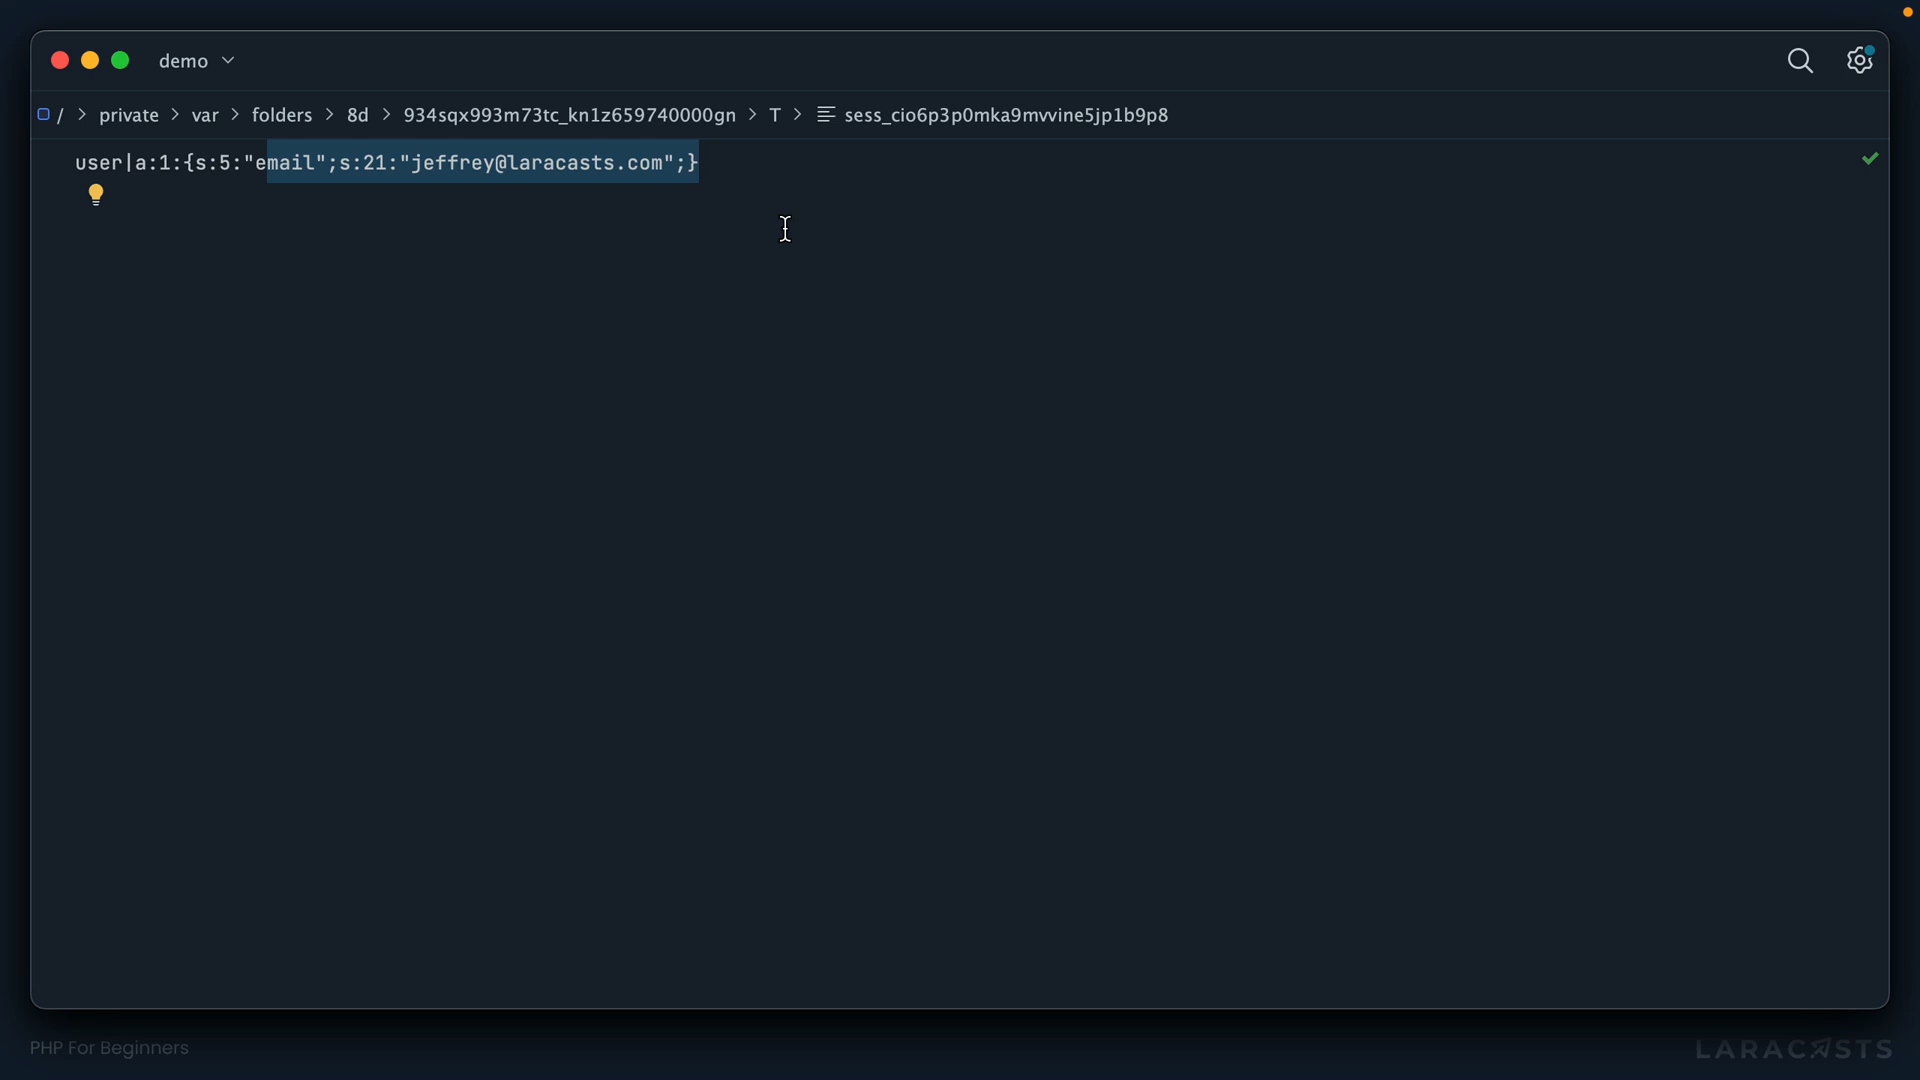 demo
/ > private > var > folders > 8d > 934sqx993m73tc_kn1z659740000gn > T > sess_cio6p3p0mka9mvvine5jp1b9p8
user|a:1:{s:5:"email";s:21:"jeffrey@laracasts.com";}
PHP For Beginners
LARACASTS